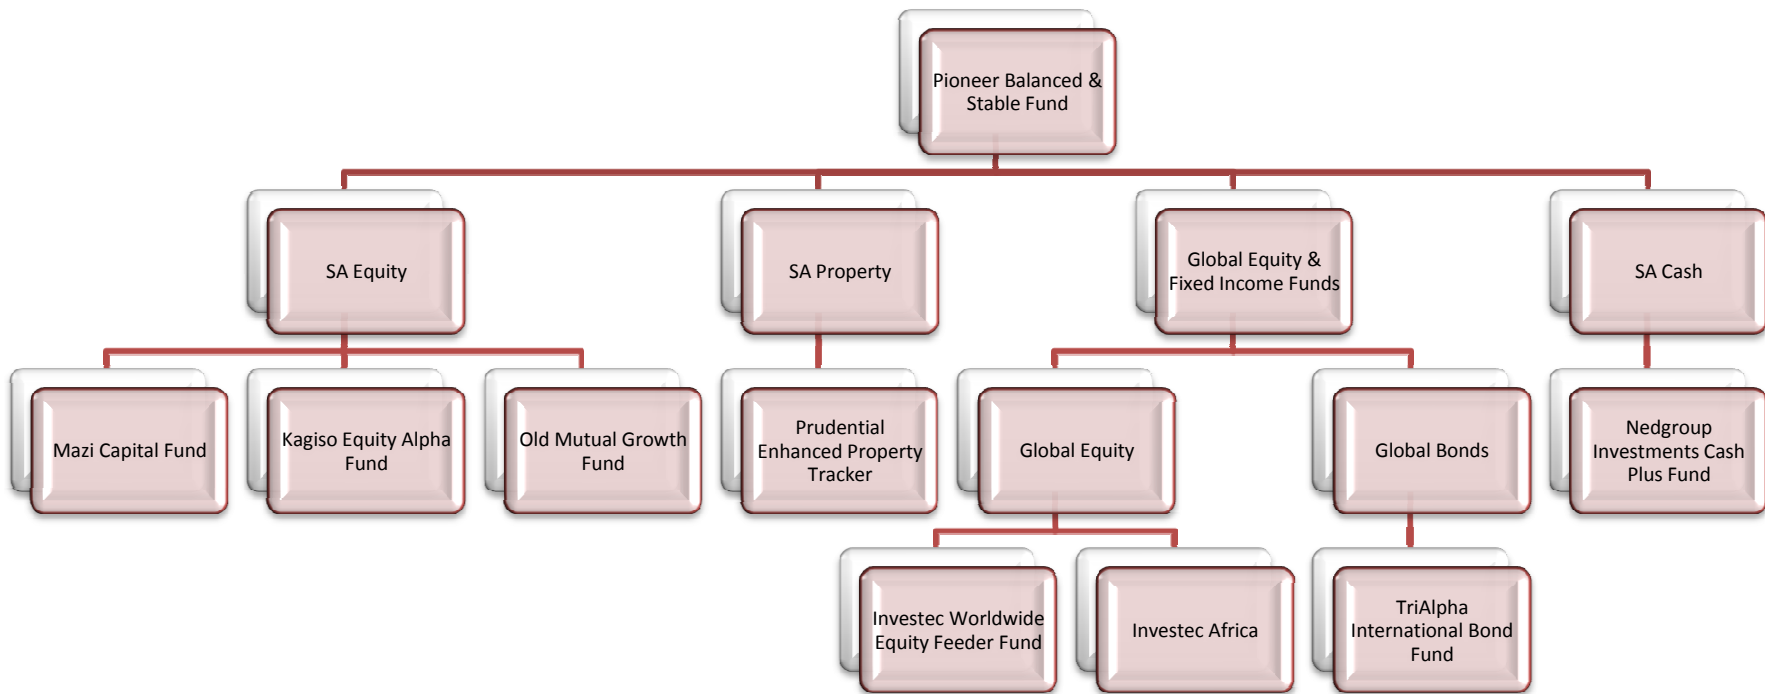 Pioneer Balanced &
Stable Fund
SA Equity
SA Property
Global Equity &
Fixed Income Funds
SA Cash
Mazi Capital Fund
Kagiso Equity Alpha
Fund
Old Mutual Growth
Fund
Prudential
Enhanced Property
Tracker
Global Equity
Global Bonds
Nedgroup
Investments Cash
Plus Fund
Investec Worldwide
Equity Feeder Fund
Investec Africa
TriAlpha
International Bond
Fund